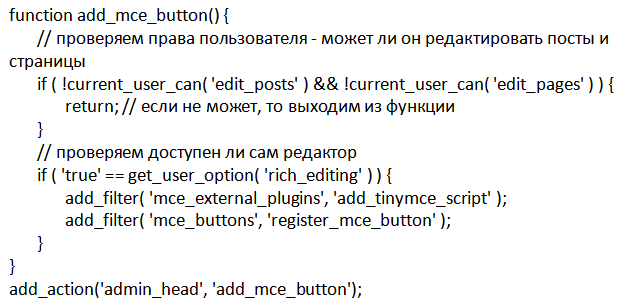 function add_mce_button() {
// проверяем права пользователя - может ли он редактировать посты и
страницы
if ( !current_user_can( 'edit_posts' ) && !current_user_can( 'edit_pages' ) ) {
return; // если не может, то выходим из функции
}
// проверяем доступен ли сам редактор
if ( 'true' == get_user_option( 'rich_editing' ) ) {
add_filter( 'mce_external_plugins', 'add_tinymce_script' );
add_filter( 'mce_buttons', 'register_mce_button' );
}
}
add_action('admin_head', 'add_mce_button');